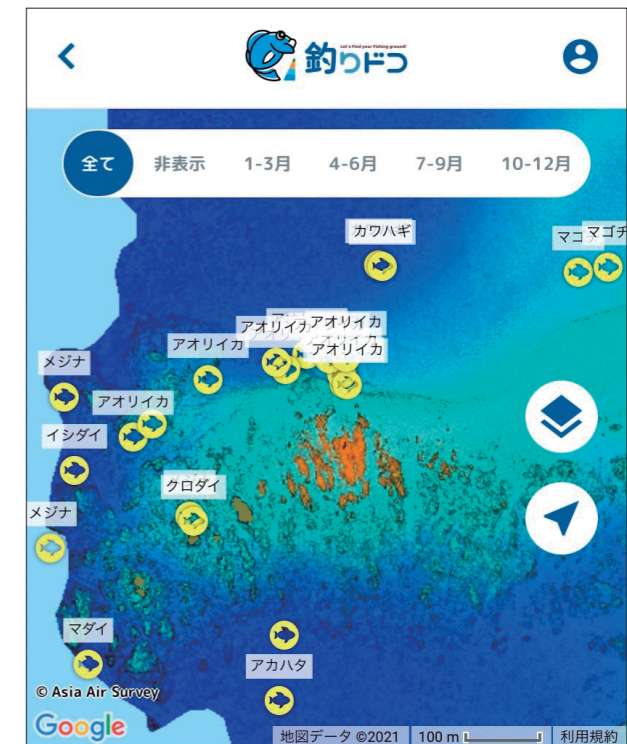 Let's find your fishing ground!
釣りドコ
全て 非表示 1-3月 4-6月 7-9月 10-12月
カワハギ
マゴチ
アオリイカ
アオリイカ
アオリイカ
アオリイカ
メジナ
アオリイカ
イシダイ
クロダイ
メジナ
マダイ
アカハタ
© Asia Air Survey
Google
地図データ ©2021 100 m 利用規約